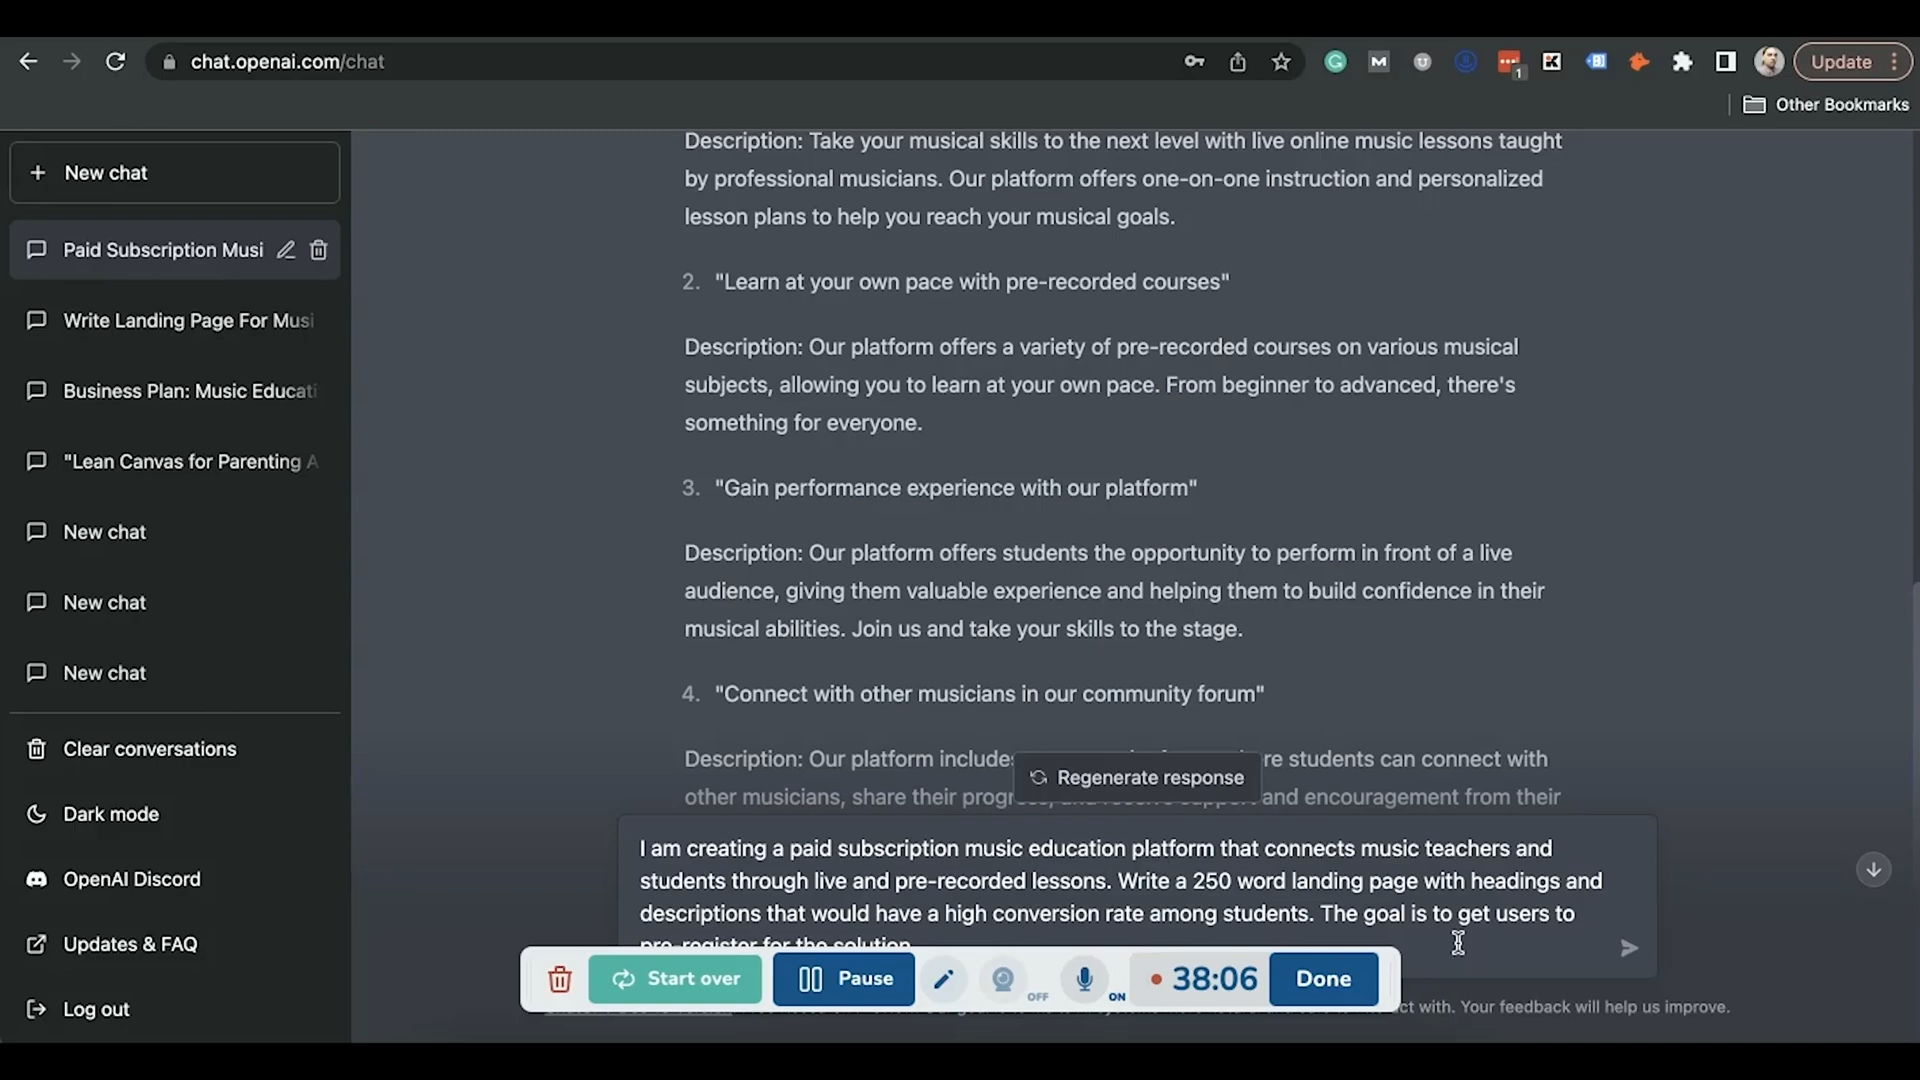 chat.openai.com/chat
1
Update
Other Bookmarks
New chat
Paid Subscription Musi
Write Landing Page For Musi
Business Plan: Music Educati
"Lean Canvas for Parenting A
New chat
New chat
New chat
Clear conversations
Dark mode
OpenAI Discord
Updates & FAQ
Log out
Description: Take your musical skills to the next level with live online music lessons taught
by professional musicians. Our platform offers one-on-one instruction and personalized
lesson plans to help you reach your musical goals.
2. "Learn at your own pace with pre-recorded courses"
Description: Our platform offers a variety of pre-recorded courses on various musical
subjects, allowing you to learn at your own pace. From beginner to advanced, there's
something for everyone.
3. "Gain performance experience with our platform"
Description: Our platform offers students the opportunity to perform in front of a live
audience, giving them valuable experience and helping them to build confidence in their
musical abilities. Join us and take your skills to the stage.
4. "Connect with other musicians in our community forum"
Description: Our platform includes re students can connect with
other musicians, share their progr and encouragement from their
Regenerate response
I am creating a paid subscription music education platform that connects music teachers and
students through live and pre-recorded lessons. Write a 250 word landing page with headings and
descriptions that would have a high conversion rate among students. The goal is to get users to
pre-register for the solution
Start over
Pause
OFF
ON
38:06
Done
ct with. Your feedback will help us improve.